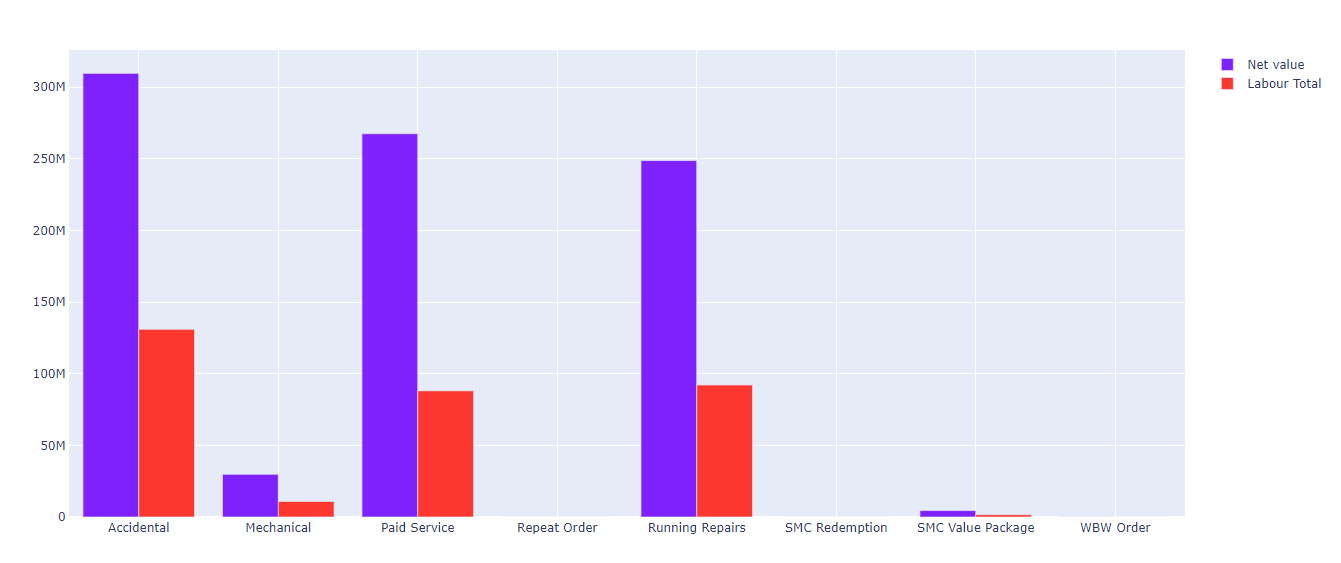 300M
250M
200M
150M
100M
50M
0
Accidental Mechanical Paid Service Repeat Order Running Repairs SMC Redemption SMC Value Package WBW Order
Net value
Labour Total